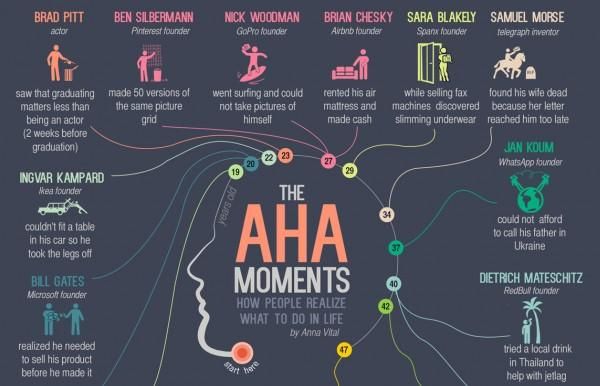 BRAD PITT
actor
saw that graduating
matters less than
being an actor
(2 weeks before
graduation)
BEN SILBERMANN
Pinterest founder
made 50 versions of
the same picture
grid
NICK WOODMAN
GoPro founder
went surfing and could
not take pictures of
himself
BRIAN CHESKY
Airbnb founder
rented his air
mattress and
made cash
SARA BLAKELY
Spanx founder
while selling fax
machines discovered
slimming underwear
SAMUEL MORSE
telegraph inventor
found his wife dead
because her letter
reached him too late
INGVAR KAMPARD
Ikea founder
couldn't fit a table
in his car so he
took the legs off
BILL GATES
Microsoft founder
realized he needed
to sell his product
before he made it
JAN KOUM
WhatsApp founder
could not afford
to call his father in
Ukraine
DIETRICH MATESCHITZ
RedBull founder
tried a local drink
in Thailand to
help with jetlag
years old
19
20
22
23
27
29
34
37
40
42
47
THE
AHA
MOMENTS
HOW PEOPLE REALIZE
WHAT TO DO IN LIFE
by Anna Vital
start here